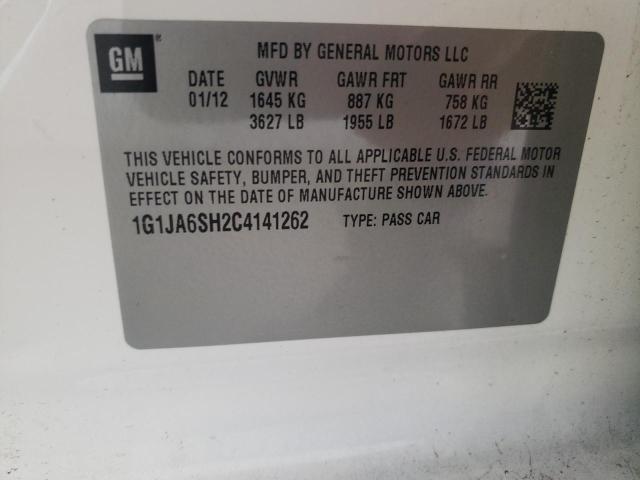 GM ®
MFD BY GENERAL MOTORS LLC
DATE GVWR GAWR FRT GAWR RR
01/12 1645 KG 887 KG 758 KG
3627 LB 1955 LB 1672 LB
THIS VEHICLE CONFORMS TO ALL APPLICABLE U.S. FEDERAL MOTOR
VEHICLE SAFETY, BUMPER, AND THEFT PREVENTION STANDARDS IN
EFFECT ON THE DATE OF MANUFACTURE SHOWN ABOVE.
1G1JA6SH2C4141262 TYPE: PASS CAR